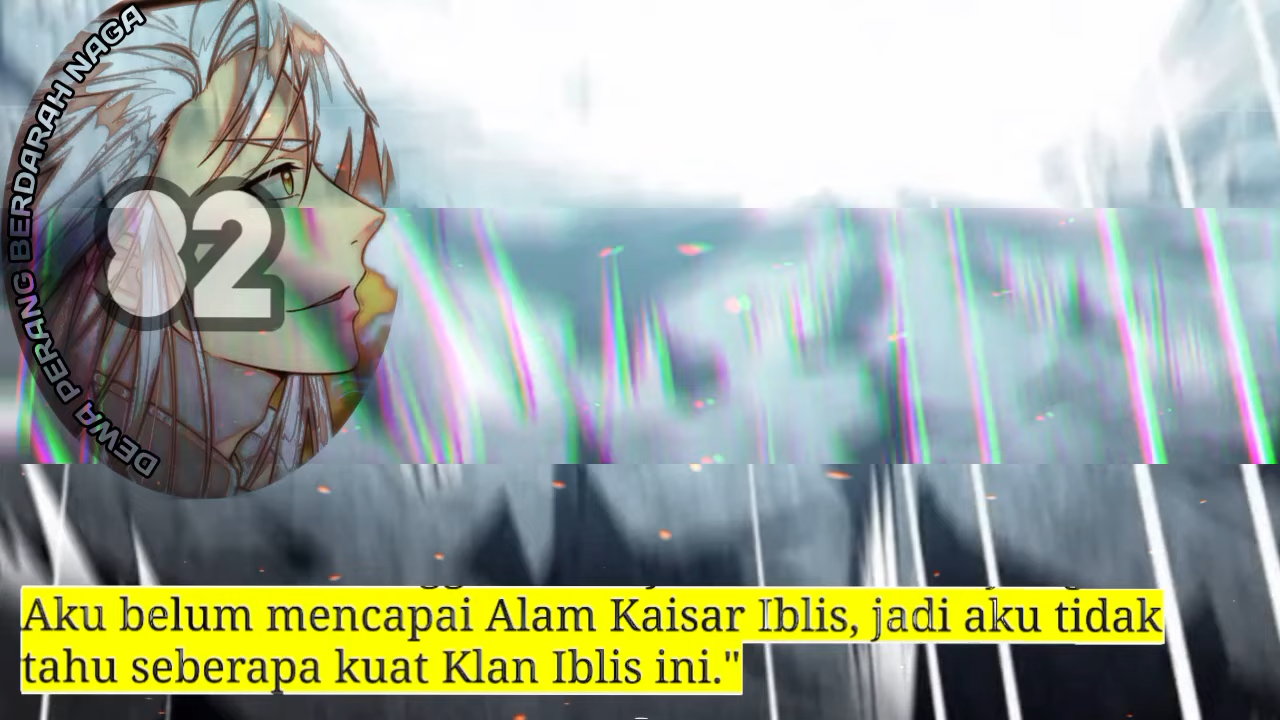 DEWA PERANG BERDARAH NAGA
82
Aku belum mencapai Alam Kaisar Iblis, jadi aku tidak
tahu seberapa kuat Klan Iblis ini."